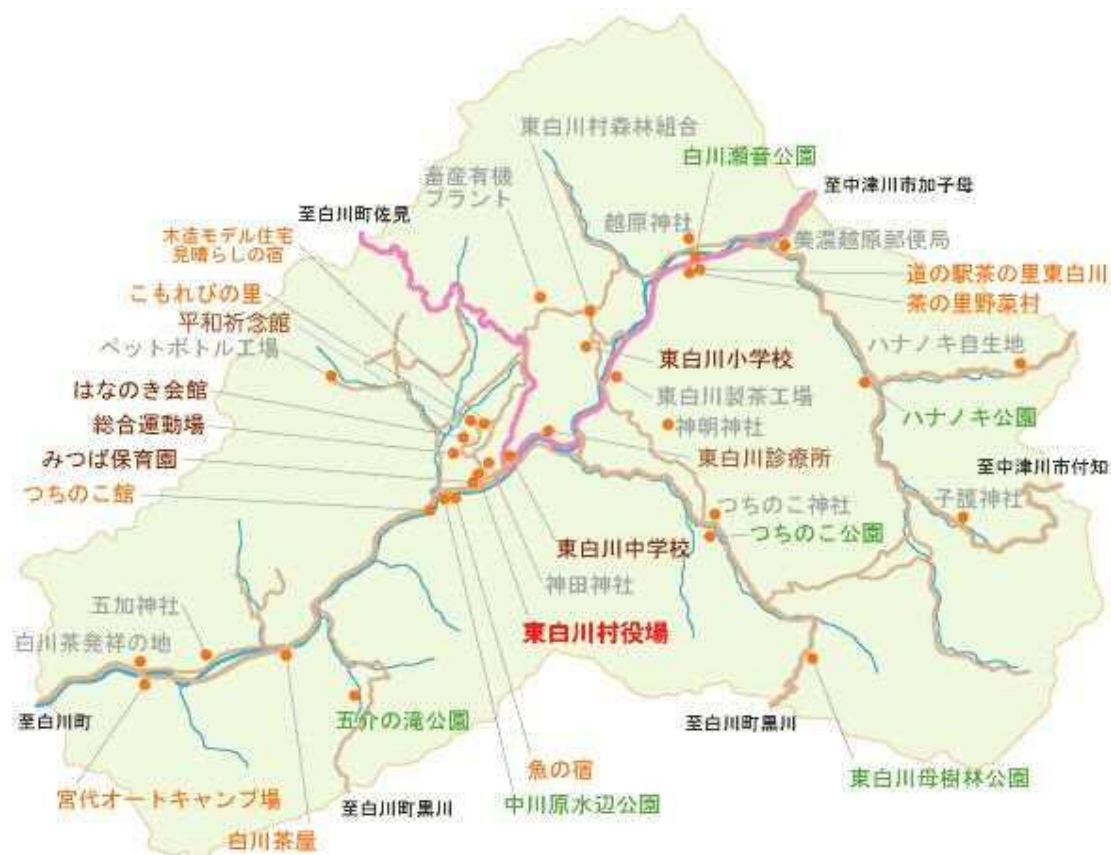 東白川村森林組合
白川瀬音公園
畜産有機
プラント
至中津川市加子母
至白川町佐見
越原神社
美濃越原郵便局
木造モデル住宅
見晴らしの宿
道の駅茶の里東白川
こもれびの里
茶の里野菜村
平和祈念館
ペットボトル工場
ハナノキ自生地
東白川小学校
はなのき会館
東白川製茶工場
ハナノキ公園
総合運動場
神明神社
みつば保育園
東白川診療所
至中津川市付知
つちのこ館
つちのこ神社
子護神社
つちのこ公園
東白川中学校
神田神社
五加神社
東白川村役場
白川茶発祥の地
至白川町
五介の滝公園
至白川町黒川
魚の宿
東白川母樹林公園
宮代オートキャンプ場
至白川町黒川
中川原水辺公園
白川茶屋